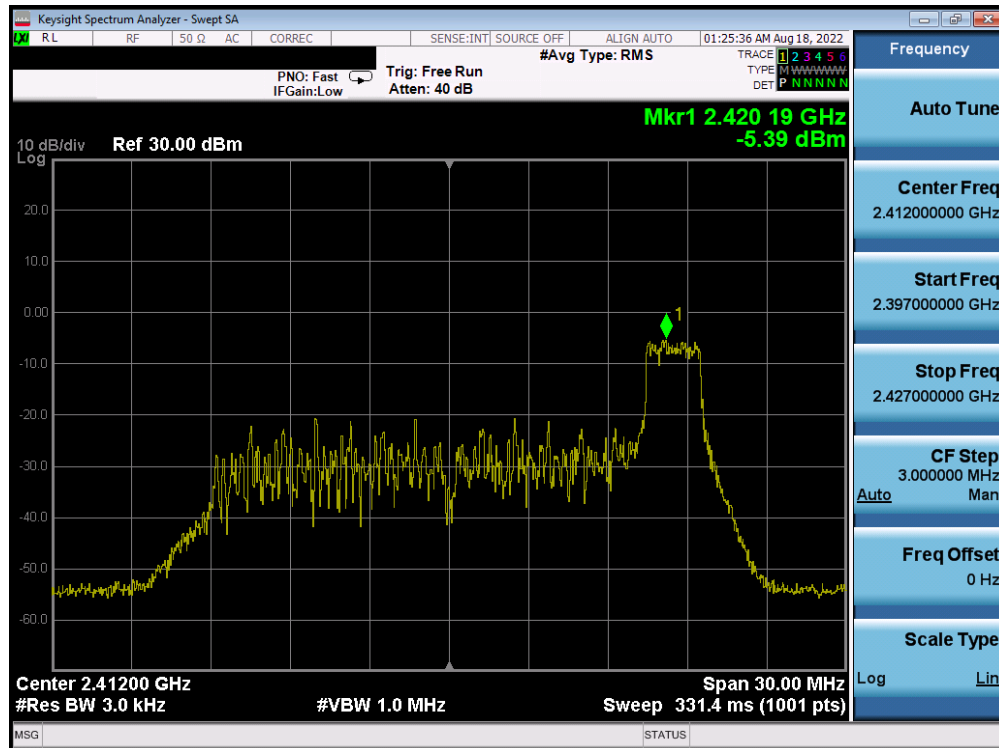 Keysight Spectrum Analyzer - Swept SA
LXI RL RF 50 Ω AC CORREC SENSE:INT SOURCE OFF ALIGN AUTO 01:25:36 AM Aug 18, 2022
#Avg Type: RMS
TRACE 1 2 3 4 5 6
TYPE M WWWWW
DET P N N N N N
PNO: Fast
IFGain:Low
Trig: Free Run
Atten: 40 dB
Mkr1 2.420 19 GHz
-5.39 dBm
10 dB/div
Log
Ref 30.00 dBm
20.0
10.0
0.00
-10.0
-20.0
-30.0
-40.0
-50.0
-60.0
1
Center 2.41200 GHz
Span 30.00 MHz
#Res BW 3.0 kHz
#VBW 1.0 MHz
Sweep 331.4 ms (1001 pts)
MSG
STATUS
Frequency
Auto Tune
Center Freq
2.412000000 GHz
Start Freq
2.397000000 GHz
Stop Freq
2.427000000 GHz
CF Step
3.000000 MHz
Auto Man
Freq Offset
0 Hz
Scale Type
Log Lin